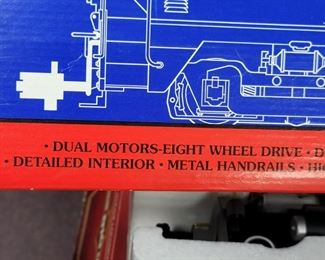 • DUAL MOTORS-EIGHT WHEEL DRIVE •
• DETAILED INTERIOR • METAL HANDRAILS •